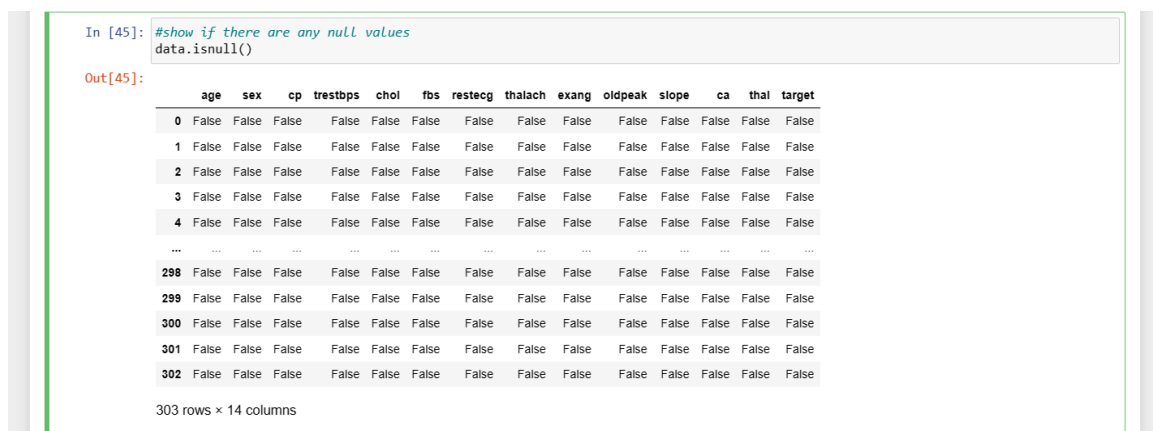 In [45]: #show if there are any null values
data.isnull()
Out[45]:
age sex cp trestbps chol fbs restecg thalach exang oldpeak slope ca thal target
0 False False False False False False False False False False False False False False
1 False False False False False False False False False False False False False False
2 False False False False False False False False False False False False False False
3 False False False False False False False False False False False False False False
4 False False False False False False False False False False False False False False
... ... ... ... ... ... ... ... ... ... ... ... ... ... ...
298 False False False False False False False False False False False False False False
299 False False False False False False False False False False False False False False
300 False False False False False False False False False False False False False False
301 False False False False False False False False False False False False False False
302 False False False False False False False False False False False False False False
303 rows × 14 columns